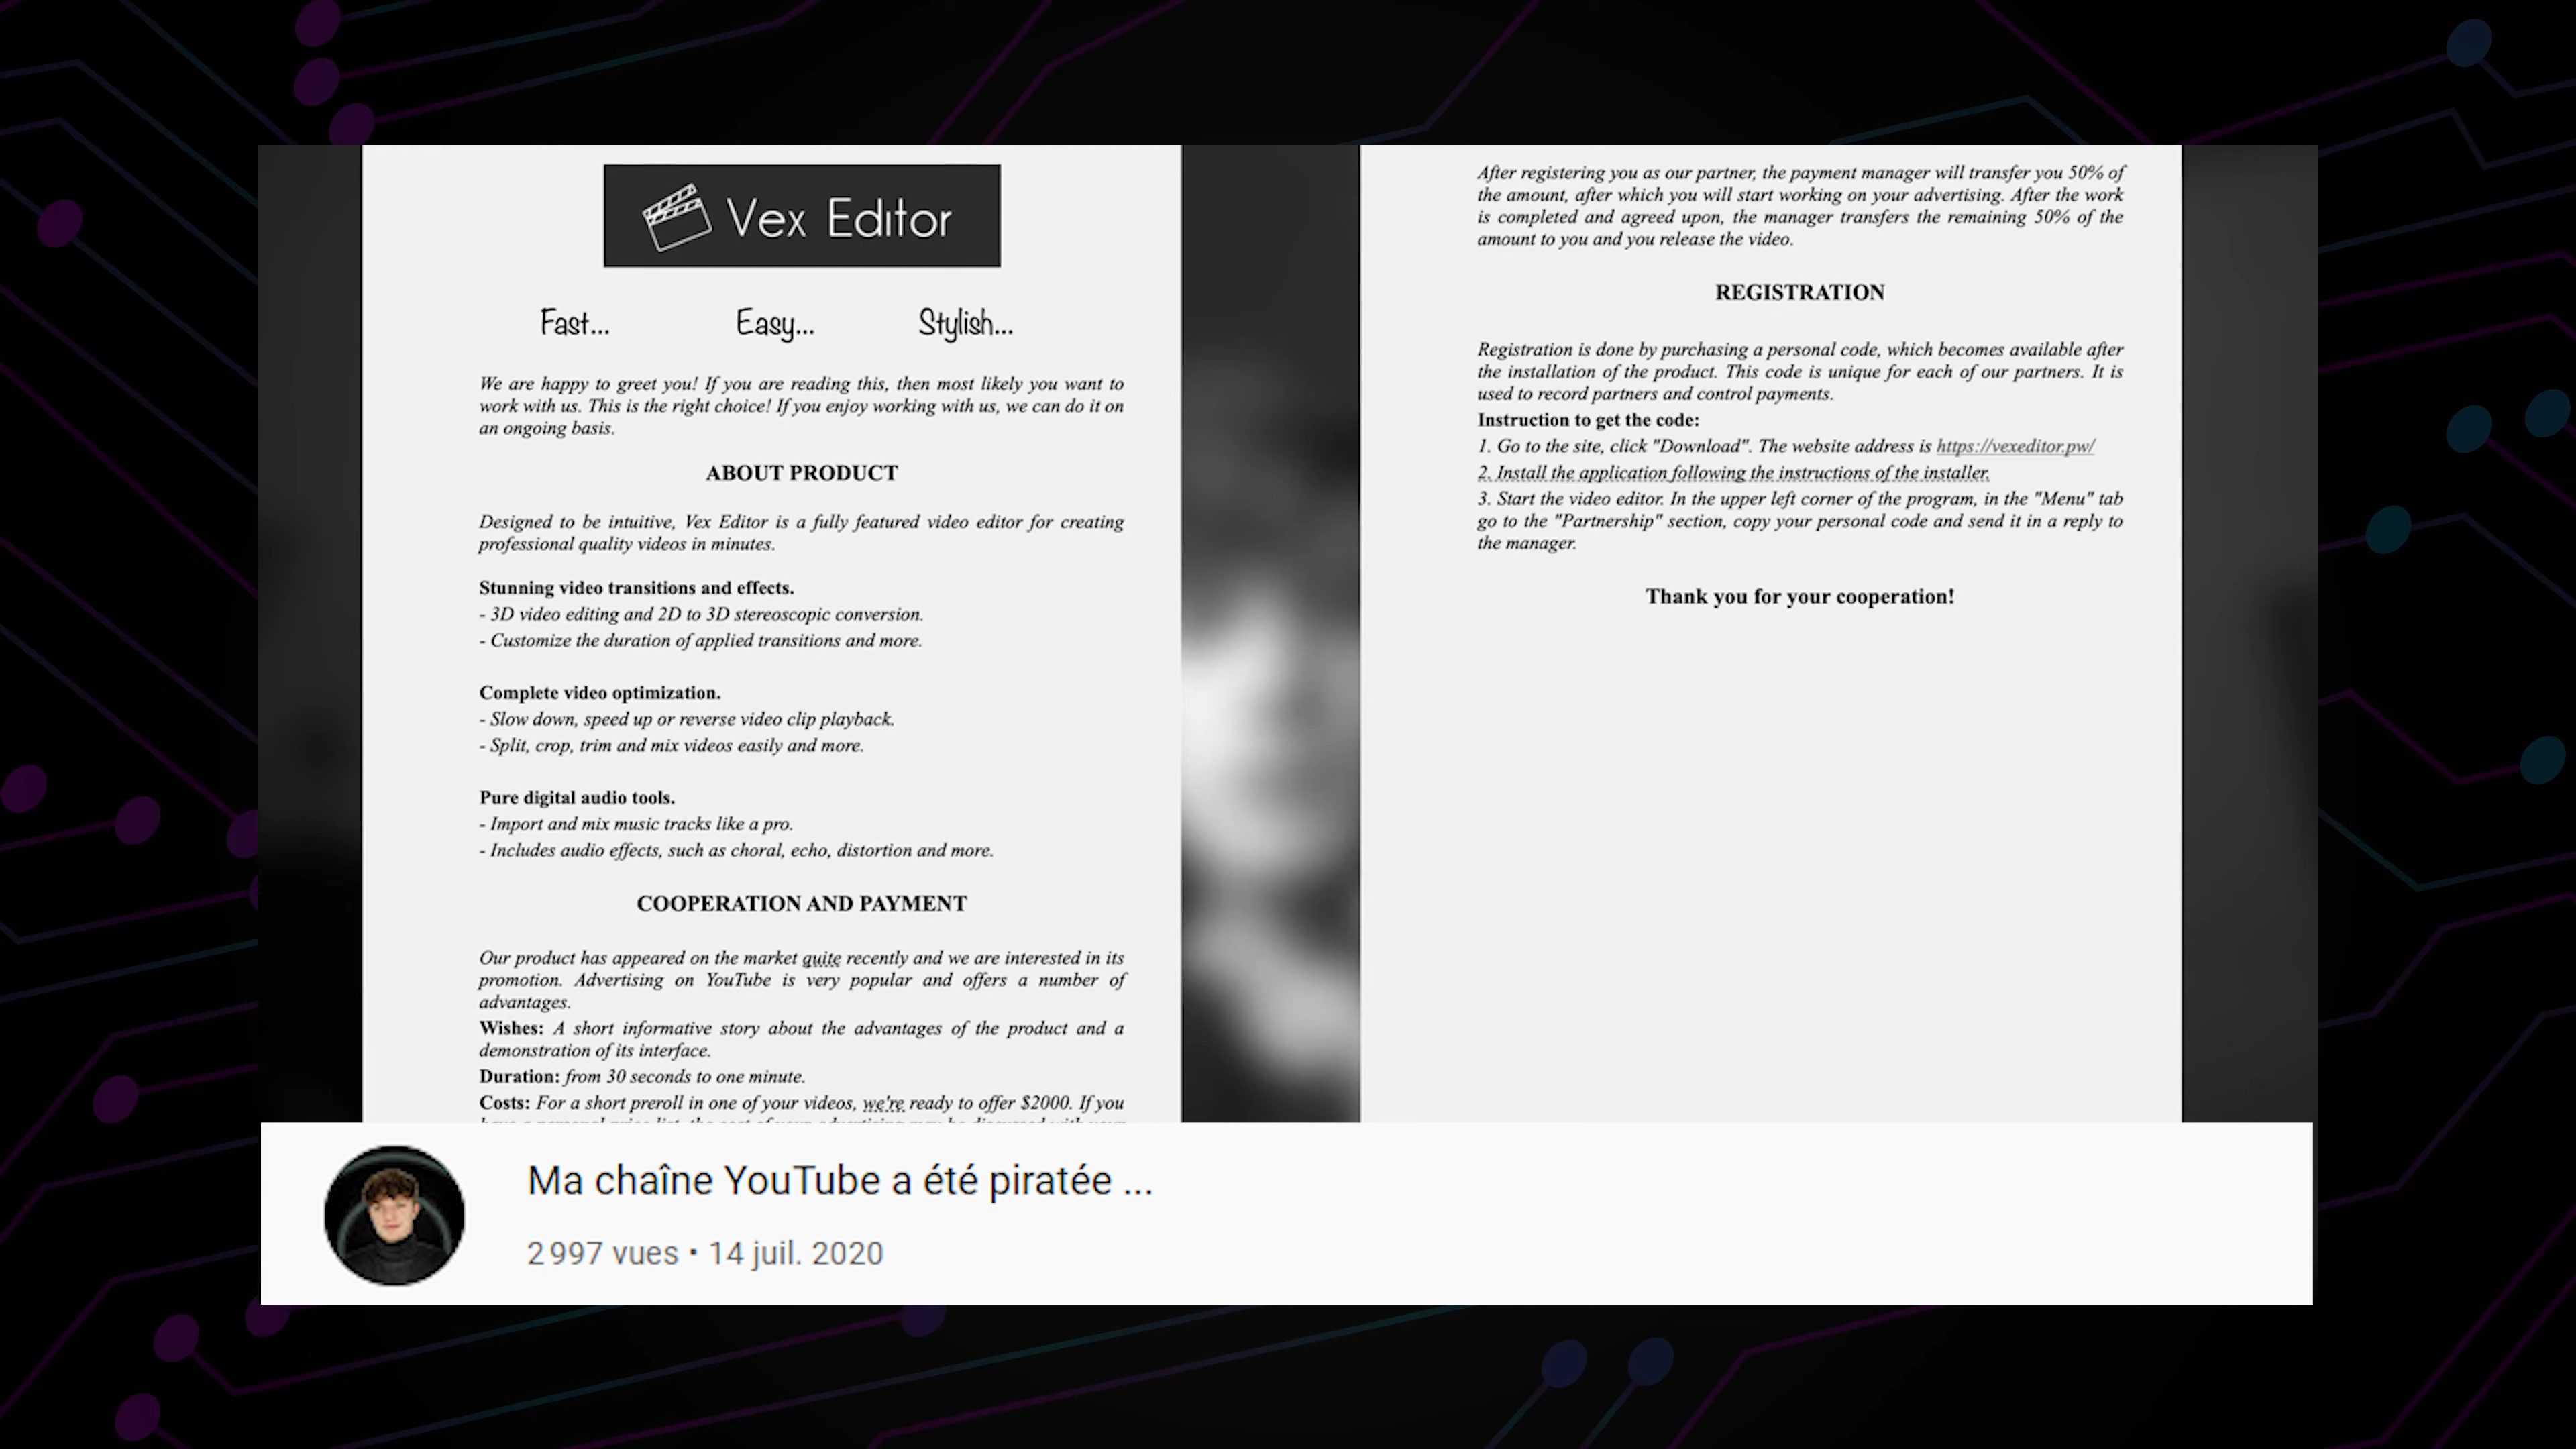 Vex Editor
Fast... Easy... Stylish...
We are happy to greet you! If you are reading this, then most likely you want to
work with us. This is the right choice! If you enjoy working with us, we can do it on
an ongoing basis.
ABOUT PRODUCT
Designed to be intuitive, Vex Editor is a fully featured video editor for creating
professional quality videos in minutes.
Stunning video transitions and effects.
- 3D video editing and 2D to 3D stereoscopic conversion.
- Customize the duration of applied transitions and more.
Complete video optimization.
- Slow down, speed up or reverse video clip playback.
- Split, crop, trim and mix videos easily and more.
Pure digital audio tools.
- Import and mix music tracks like a pro.
- Includes audio effects, such as choral, echo, distortion and more.
COOPERATION AND PAYMENT
Our product has appeared on the market quite recently and we are interested in its
promotion. Advertising on YouTube is very popular and offers a number of
advantages.
Wishes: A short informative story about the advantages of the product and a
demonstration of its interface.
Duration: from 30 seconds to one minute.
Costs: For a short preroll in one of your videos, we're ready to offer $2000. If you
After registering you as our partner, the payment manager will transfer you 50% of
the amount, after which you will start working on your advertising. After the work
is completed and agreed upon, the manager transfers the remaining 50% of the
amount to you and you release the video.
REGISTRATION
Registration is done by purchasing a personal code, which becomes available after
the installation of the product. This code is unique for each of our partners. It is
used to record partners and control payments.
Instruction to get the code:
1. Go to the site, click "Download". The website address is https://vexeditor.pw/
2. Install the application following the instructions of the installer.
3. Start the video editor. In the upper left corner of the program, in the "Menu" tab
go to the "Partnership" section, copy your personal code and send it in a reply to
the manager.
Thank you for your cooperation!
Ma chaîne YouTube a été piratée ...
2 997 vues • 14 juil. 2020